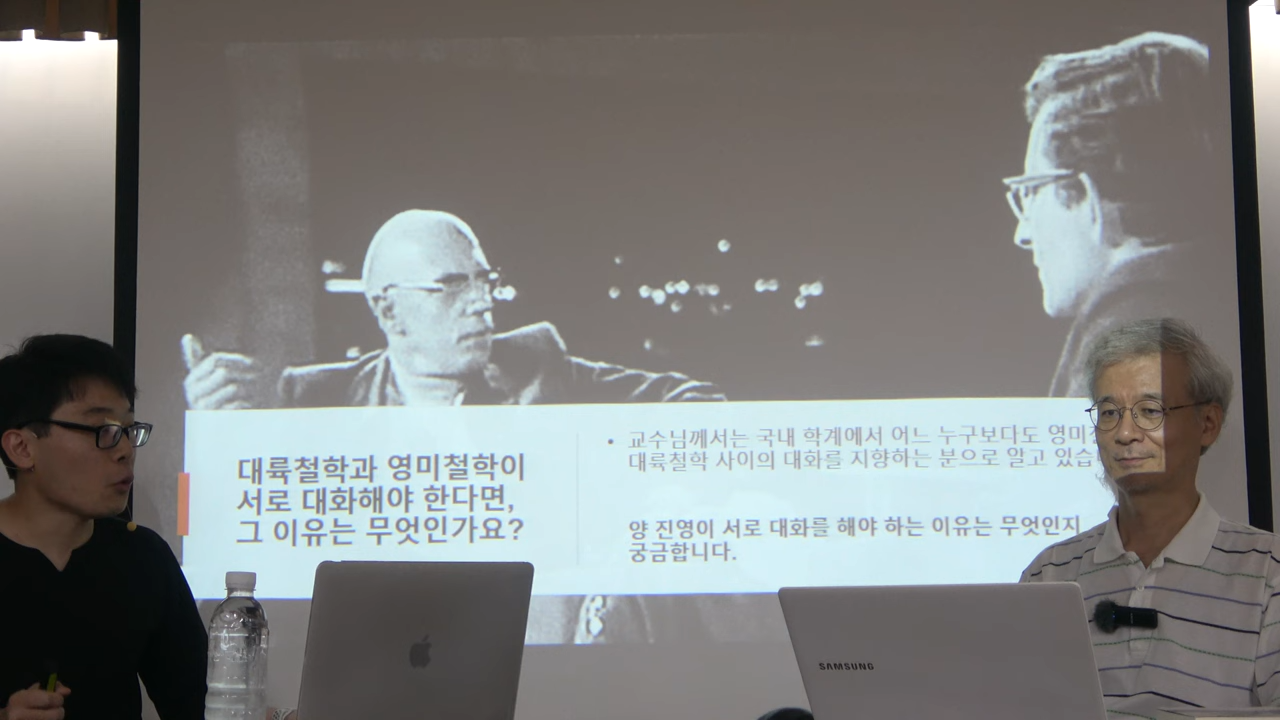 대륙철학과 영미철학이
서로 대화해야 한다면,
그 이유는 무엇인가요?
• 교수님께서는 국내 학계에서 어느 누구보다도 영미
대륙철학 사이의 대화를 지향하는 분으로 알고 있습
양 진영이 서로 대화를 해야 하는 이유는 무엇인지
궁금합니다.
SAMSUNG